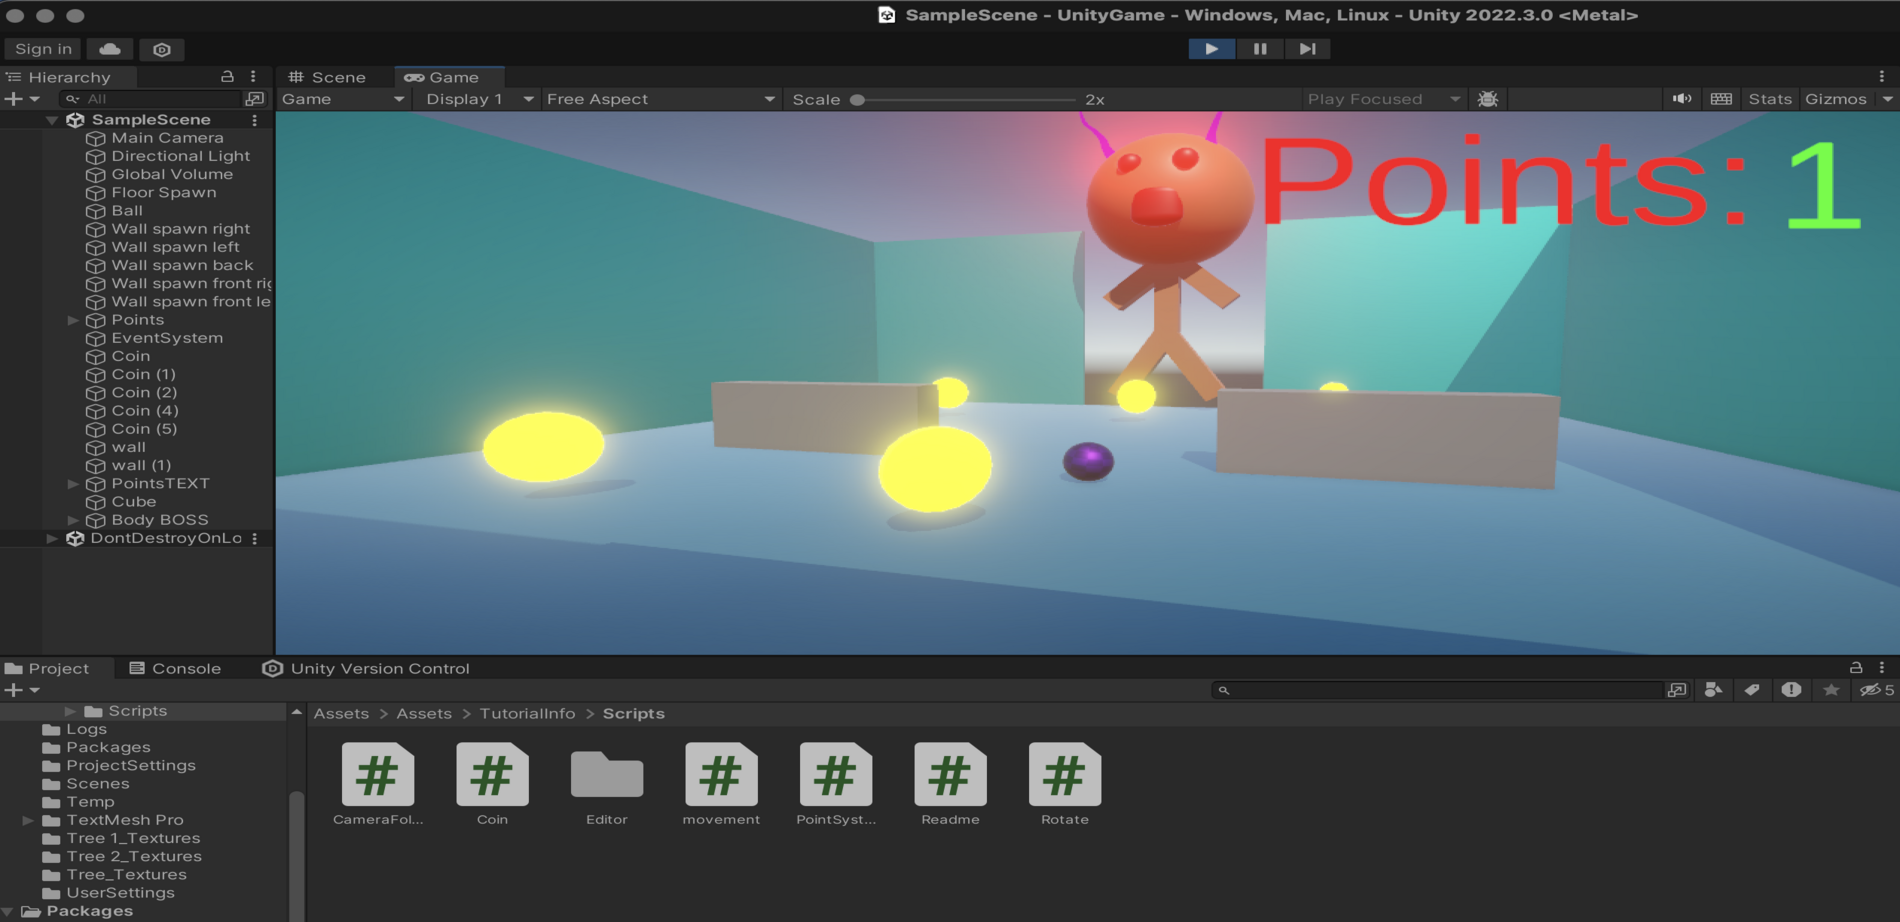 SampleScene - UnityGame - Windows, Mac, Linux - Unity 2022.3.0 <Metal>
Sign in
Hierarchy
Scene
Game
All
Game
Display 1
Free Aspect
Scale
2x
Play Focused
Stats
Gizmos
SampleScene
Main Camera
Directional Light
Global Volume
Floor Spawn
Ball
Wall spawn right
Wall spawn left
Wall spawn back
Wall spawn front rig
Wall spawn front le
Points
EventSystem
Coin
Coin (1)
Coin (2)
Coin (4)
Coin (5)
wall
wall (1)
PointsTEXT
Cube
Body BOSS
DontDestroyOnLo
Points: 1
Project
Console
Unity Version Control
5
Scripts
Logs
Packages
ProjectSettings
Scenes
Temp
TextMesh Pro
Tree 1_Textures
Tree 2_Textures
Tree_Textures
UserSettings
Packages
Assets > Assets > TutorialInfo > Scripts
# # # # # #
CameraFol... Coin Editor movement PointSyst... Readme Rotate